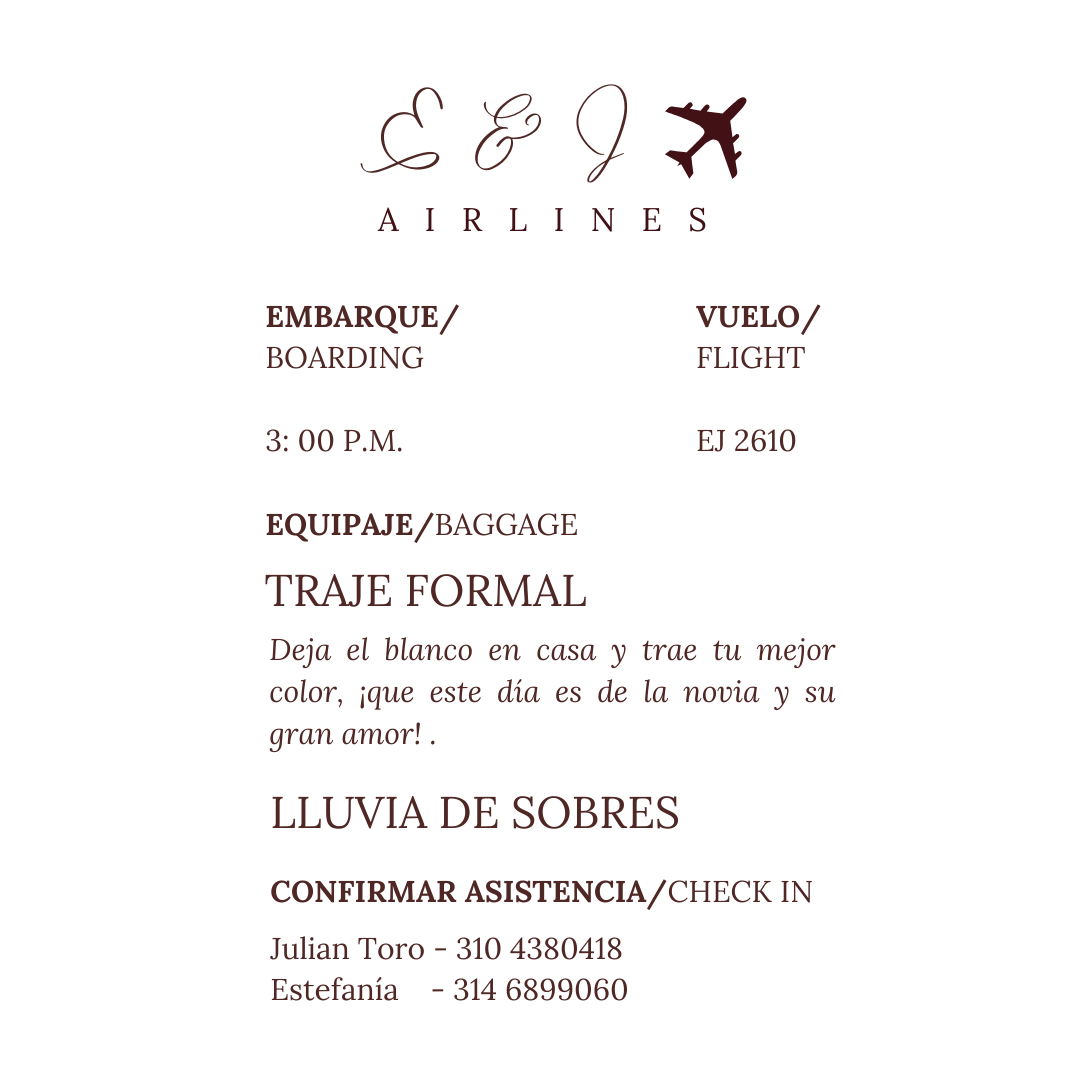 E & J
AIRLINES
EMBARQUE/
BOARDING
3: 00 P.M.
VUELO/
FLIGHT
EJ 2610
EQUIPAJE/BAGGAGE
TRAJE FORMAL
Deja el blanco en casa y trae tu mejor
color, ¡que este día es de la novia y su
gran amor! .
LLUVIA DE SOBRES
CONFIRMAR ASISTENCIA/CHECK IN
Julian Toro - 310 4380418
Estefanía - 314 6899060